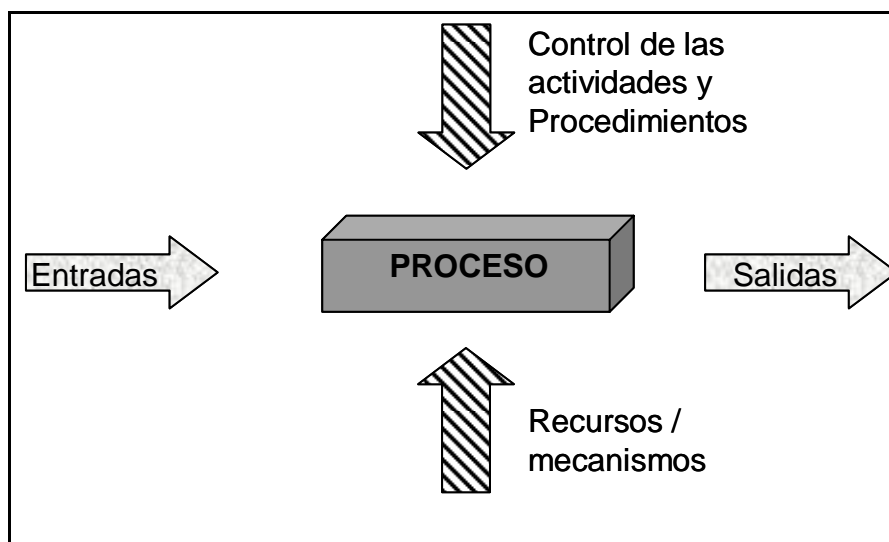 Control de las
actividades y
Procedimientos
Entradas
PROCESO
Salidas
Recursos /
mecanismos